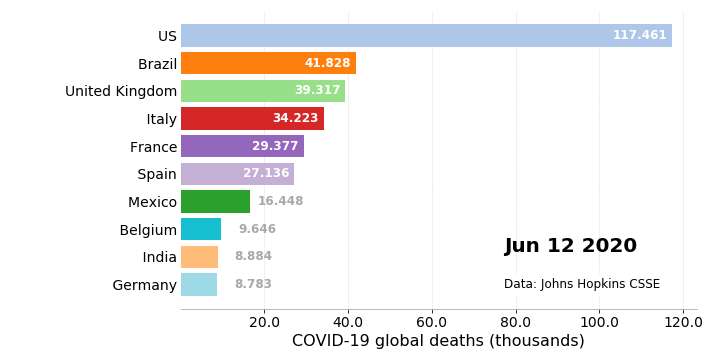 US 117.461
Brazil 41.828
United Kingdom 39.317
Italy 34.223
France 29.377
Spain 27.136
Mexico 16.448
Belgium 9.646
India 8.884
Germany 8.783
Jun 12 2020
Data: Johns Hopkins CSSE
20.0 40.0 60.0 80.0 100.0 120.0
COVID-19 global deaths (thousands)